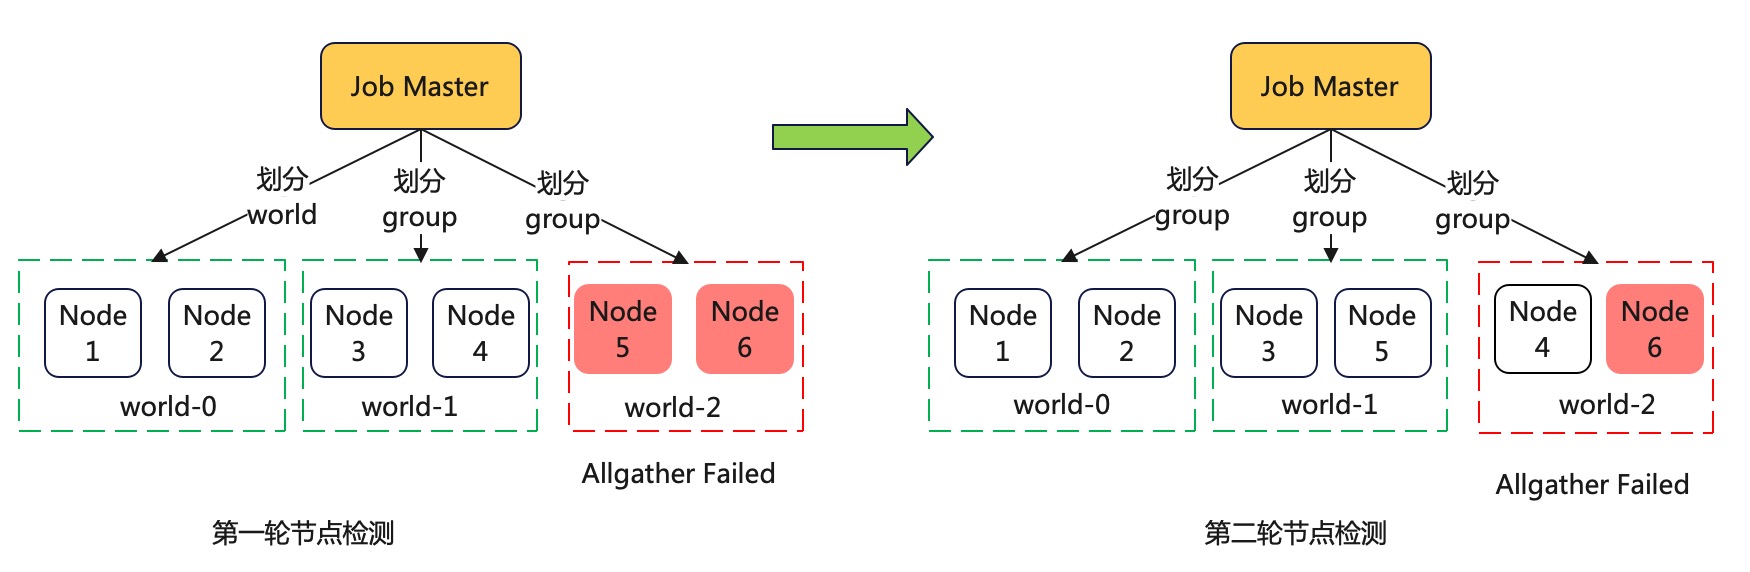 Job Master
划分
world
划分
group
划分
group
Node
1
Node
2
world-0
Node
3
Node
4
world-1
Node
5
Node
6
world-2
Allgather Failed
第一轮节点检测
Job Master
划分
group
划分
group
划分
group
Node
1
Node
2
world-0
Node
3
Node
5
world-1
Node
4
Node
6
world-2
Allgather Failed
第二轮节点检测